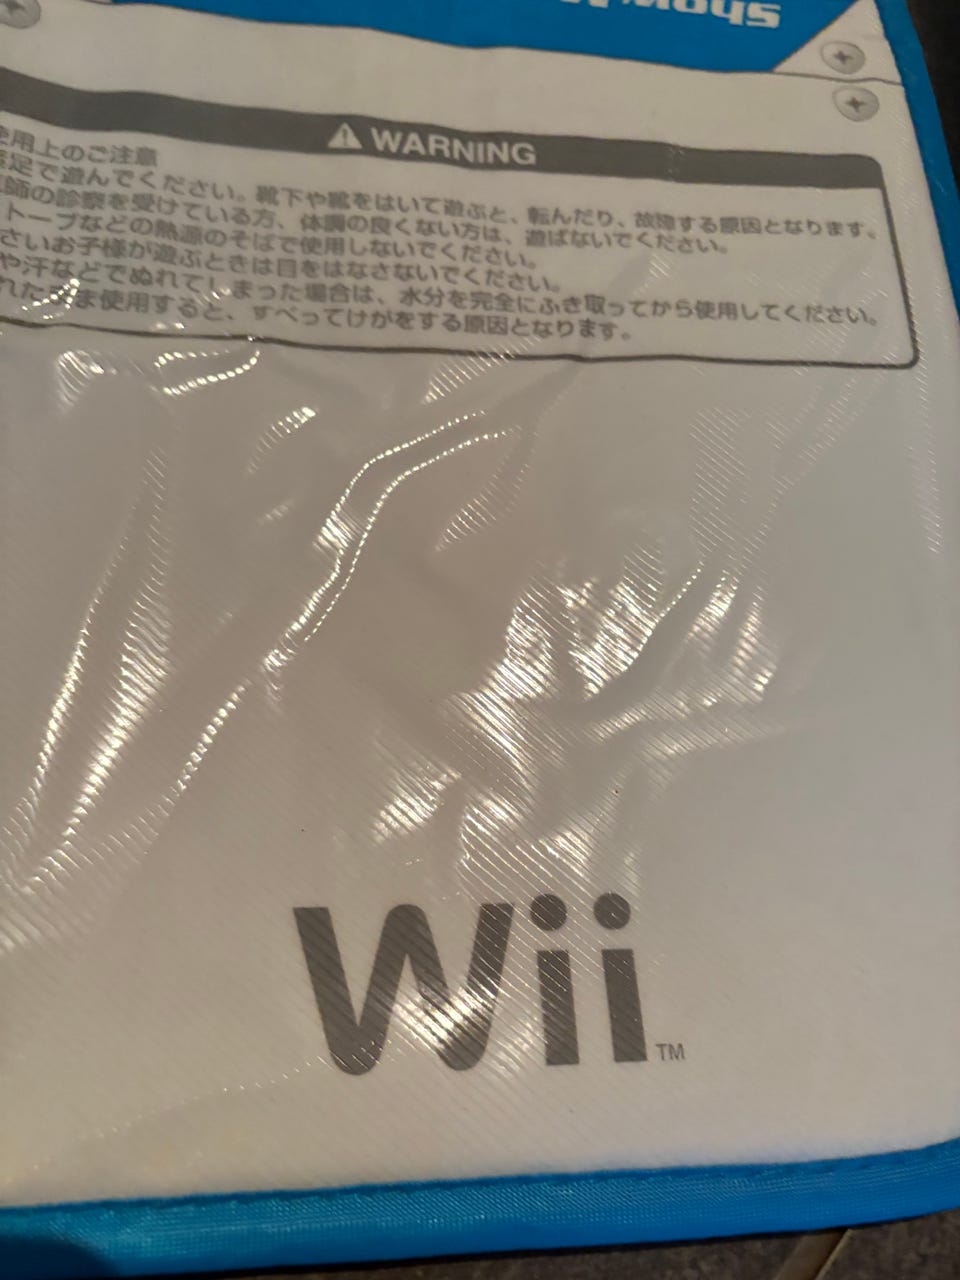 WARNING
使用上のご注意
足で遊んでください。靴下や靴をはいて遊ぶと、転んだり、故障する原因となります。
師の診察を受けている方、体調の良くない方は、遊ばないでください。
トーブなどの熱源のそばで使用しないでください。
さいお子様が遊ぶときは目をはなさないでください。
や汗などでぬれてしまった場合は、水分を完全にふき取ってから使用してください。
れたまま使用すると、すべってけがをする原因となります。
Wii TM